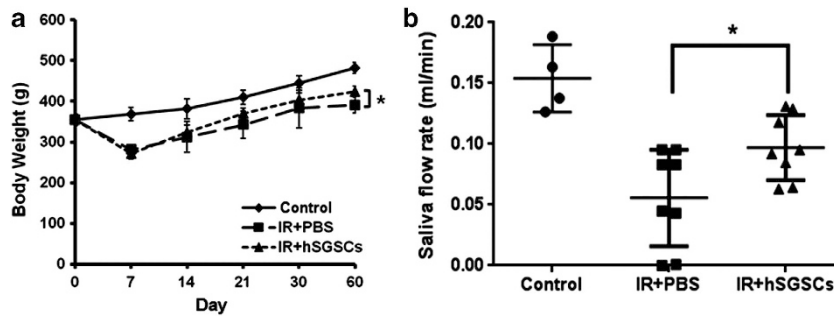 a
Body Weight (g)
600
500
400
300
200
100
0
*
Control
IR+PBS
IR+hSGSCs
0 7 14 21 30 60
Day
b
Saliva flow rate (ml/min)
0.20
0.15
0.10
0.05
0.00
*
Control IR+PBS IR+hSGSCs